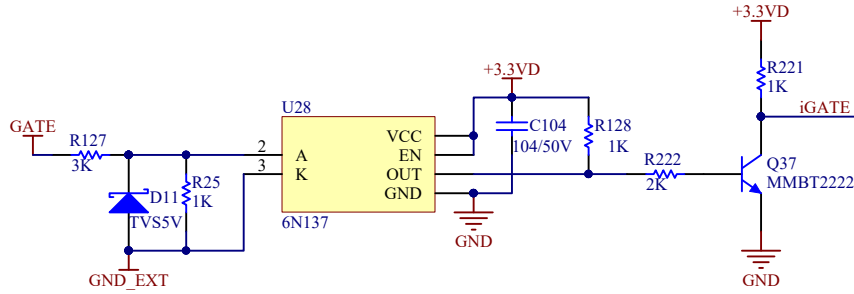 +3.3VD
R221
1K
iGATE
+3.3VD
U28
GATE
R127
3K
2
3
A
K
VCC
EN
OUT
GND
6N137
C104
104/50V
R128
1K
R222
2K
Q37
MMBT2222
D11
TVS5V
R25
1K
GND_EXT
GND
GND